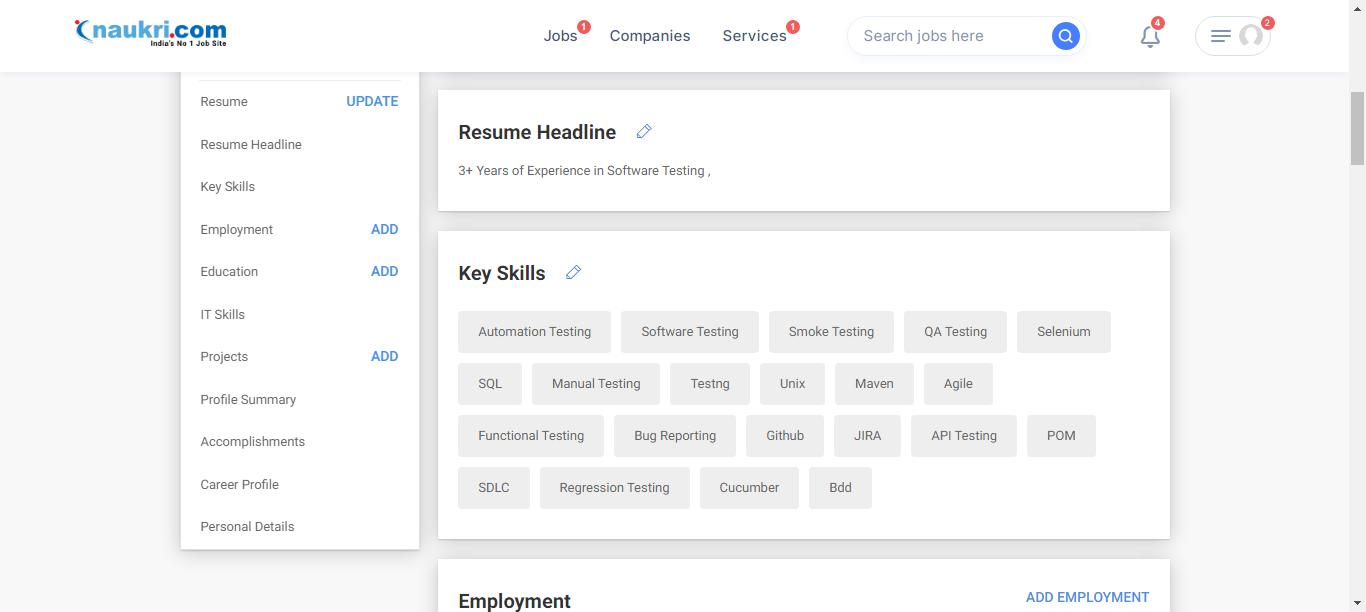 naukri.com
India's No 1 Job Site
Jobs 1 Companies Services 1 Search jobs here 4 2
Resume UPDATE
Resume Headline
Key Skills
Employment ADD
Education ADD
IT Skills
Projects ADD
Profile Summary
Accomplishments
Career Profile
Personal Details
Resume Headline
3+ Years of Experience in Software Testing ,
Key Skills
Automation Testing Software Testing Smoke Testing QA Testing Selenium
SQL Manual Testing Testng Unix Maven Agile
Functional Testing Bug Reporting Github JIRA API Testing POM
SDLC Regression Testing Cucumber Bdd
Employment ADD EMPLOYMENT